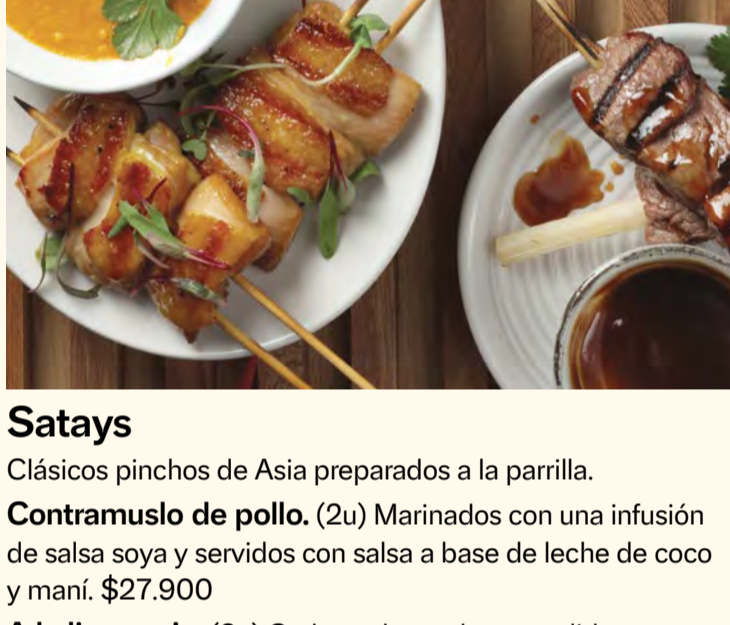 Satays
Clásicos pinchos de Asia preparados a la parrilla.
Contramuslo de pollo. (2u) Marinados con una infusión
de salsa soya y servidos con salsa a base de leche de coco
y maní. $27.900